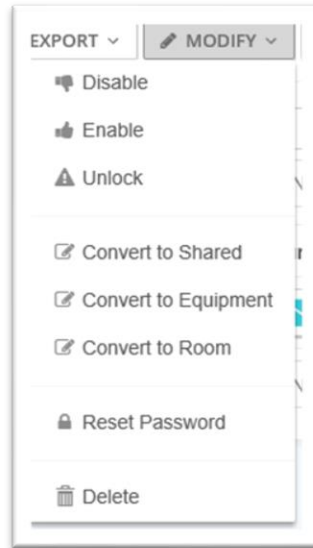 EXPORT MODIFY
Disable
Enable
Unlock
Convert to Shared
Convert to Equipment
Convert to Room
Reset Password
Delete